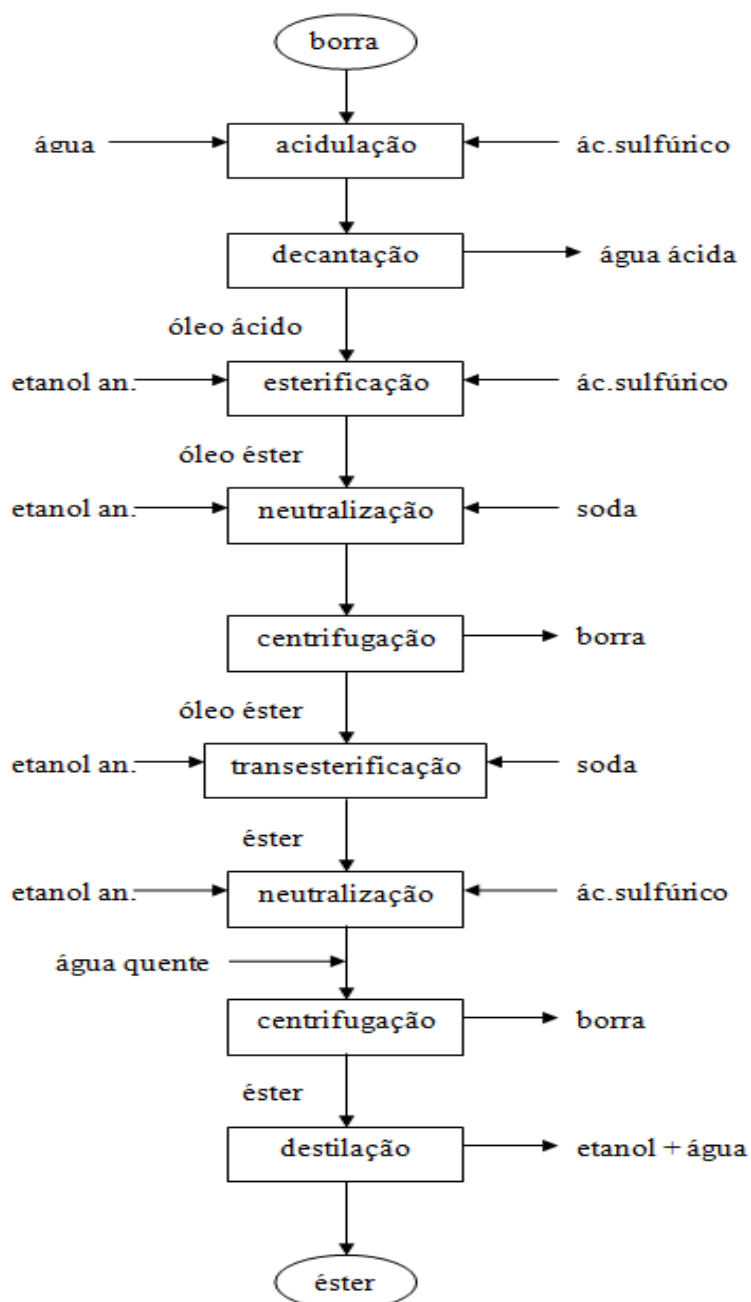 borra
água
acidulação
ác.sulfúrico
decantação
água ácida
óleo ácido
etanol an.
esterificação
ác.sulfúrico
óleo éster
etanol an.
neutralização
soda
centrifugação
borra
óleo éster
etanol an.
transesterificação
soda
éster
etanol an.
neutralização
ác.sulfúrico
água quente
centrifugação
borra
éster
destilação
etanol + água
éster